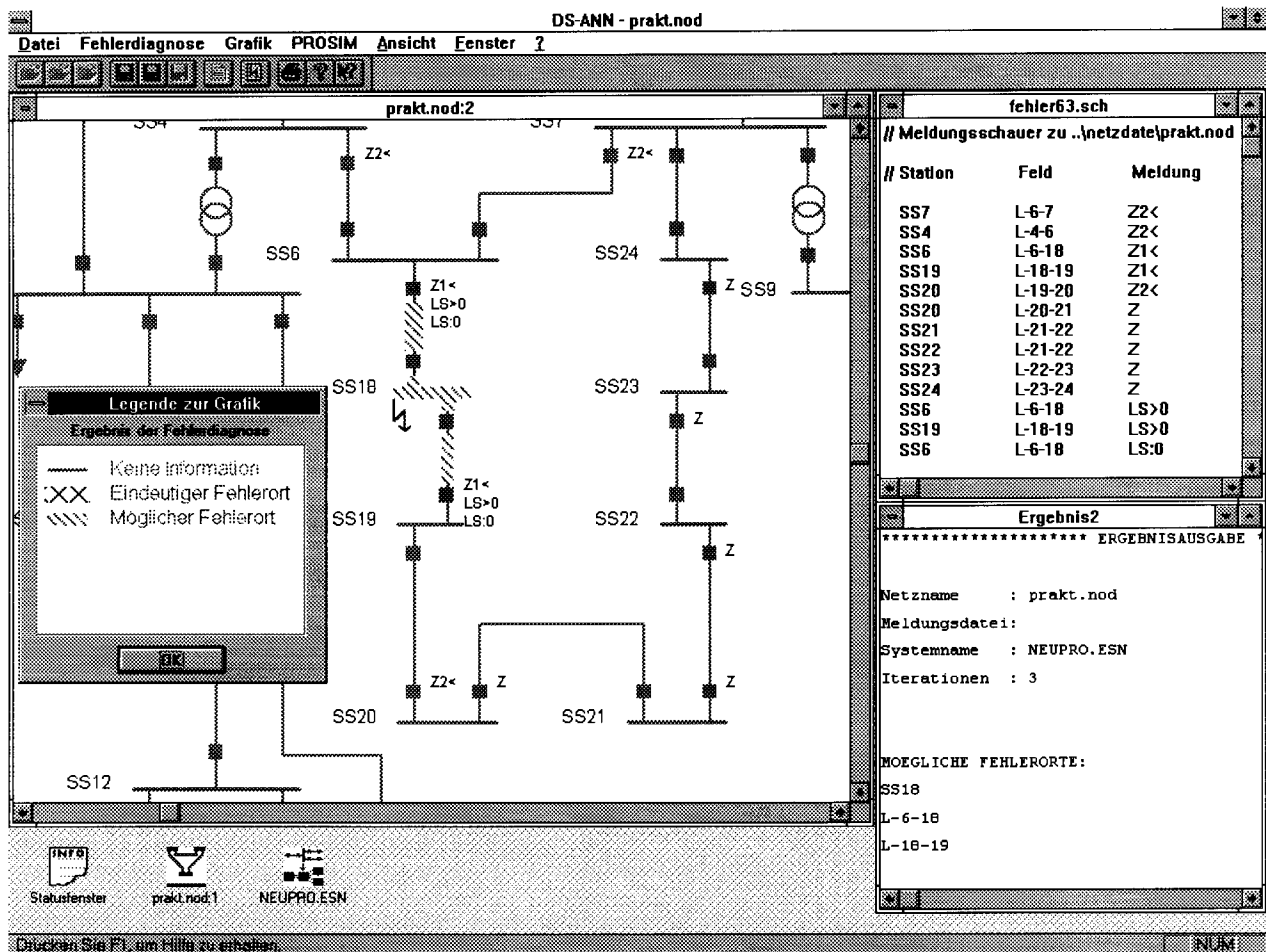 DS-ANN - prakt.nod
Datei Fehlerdiagnose Grafik PROSIM Ansicht Fenster ?
prakt.nod:2
SS4
SS7
Z2<
Z2<
SS6
SS24
Z1<
LS>0
LS:0
Z
SS9
SS18
SS23
Z
Z1<
LS>0
LS:0
SS19
SS22
Z
Z2<
Z
Z
SS20
SS21
SS12
Legende zur Grafik
Ergebnis der Fehlerdiagnose
Keine Information
Eindeutiger Fehlerort
Möglicher Fehlerort
OK
fehler63.sch
// Meldungsschauer zu ..\netzdate\prakt.nod
// Station Feld Meldung
SS7 L-6-7 Z2<
SS4 L-4-6 Z2<
SS6 L-6-18 Z1<
SS19 L-18-19 Z1<
SS20 L-19-20 Z2<
SS20 L-20-21 Z
SS21 L-21-22 Z
SS22 L-21-22 Z
SS23 L-22-23 Z
SS24 L-23-24 Z
SS6 L-6-18 LS>0
SS19 L-18-19 LS>0
SS6 L-6-18 LS:0
Ergebnis2
********************* ERGEBNISAUSGABE *
Netzname : prakt.nod
Meldungsdatei:
Systemname : NEUPRO.ESN
Iterationen : 3
MOEGLICHE FEHLERORTE:
SS18
L-6-18
L-18-19
INFO
Statusfenster
prakt.nod:1
NEUPRO.ESN
Drücken Sie F1, um Hilfe zu erhalten.
NUM